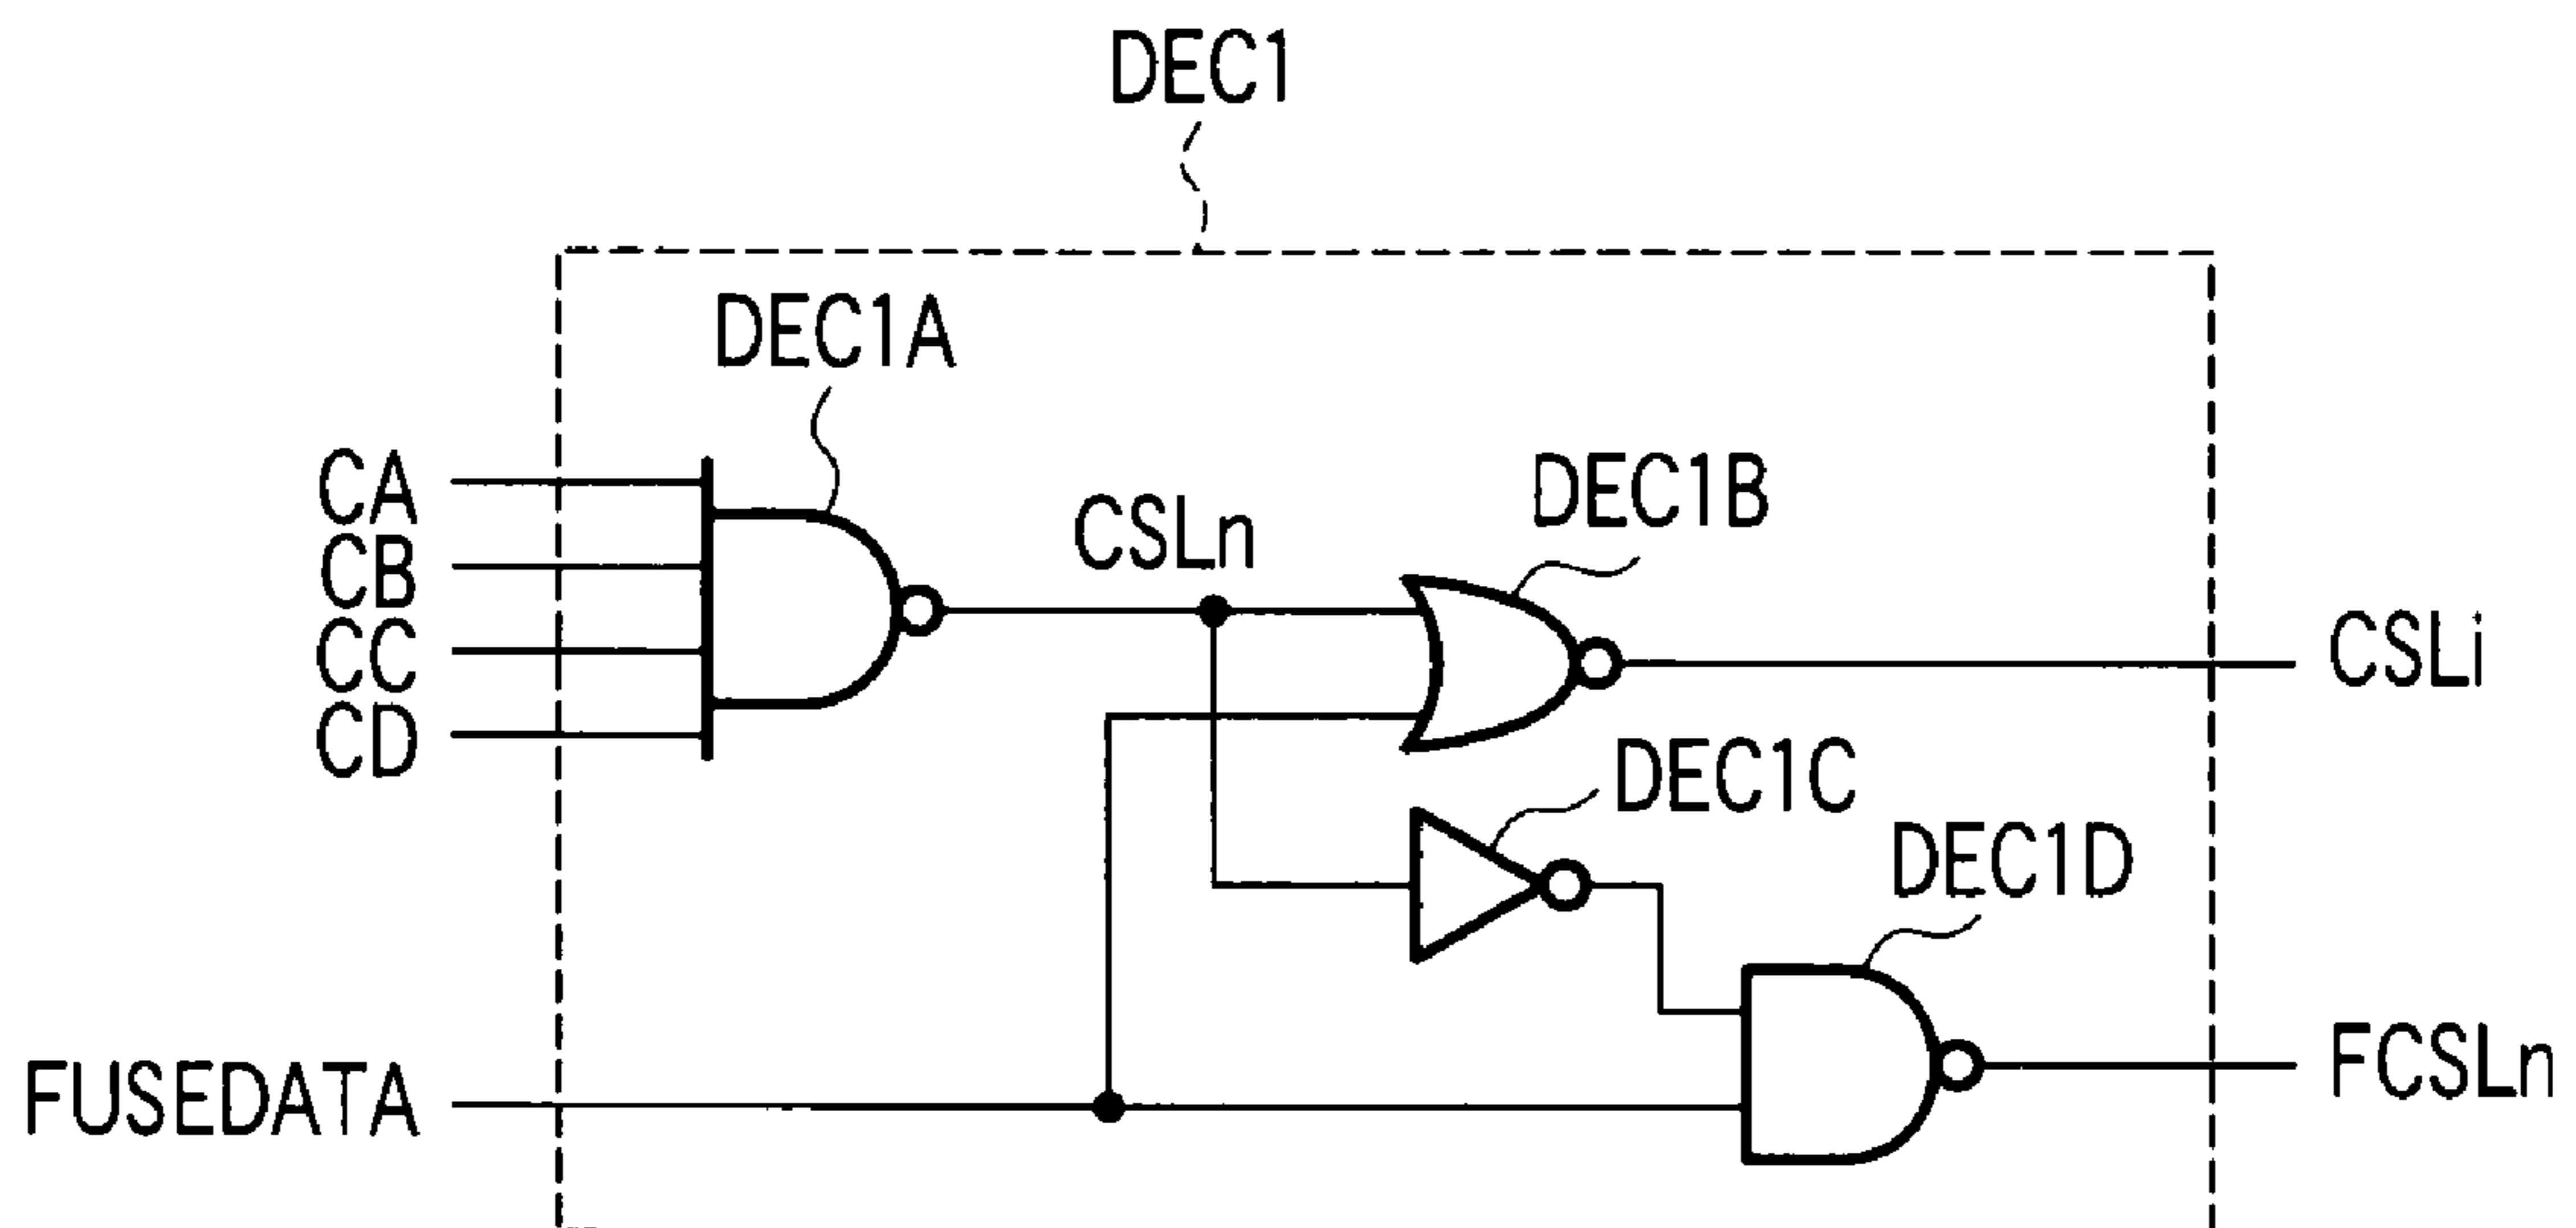 DEC1
DEC1A
CA
CB
CC
CD
CSLn
DEC1B
CSLi
DEC1C
DEC1D
FUSEDATA
FCSLn